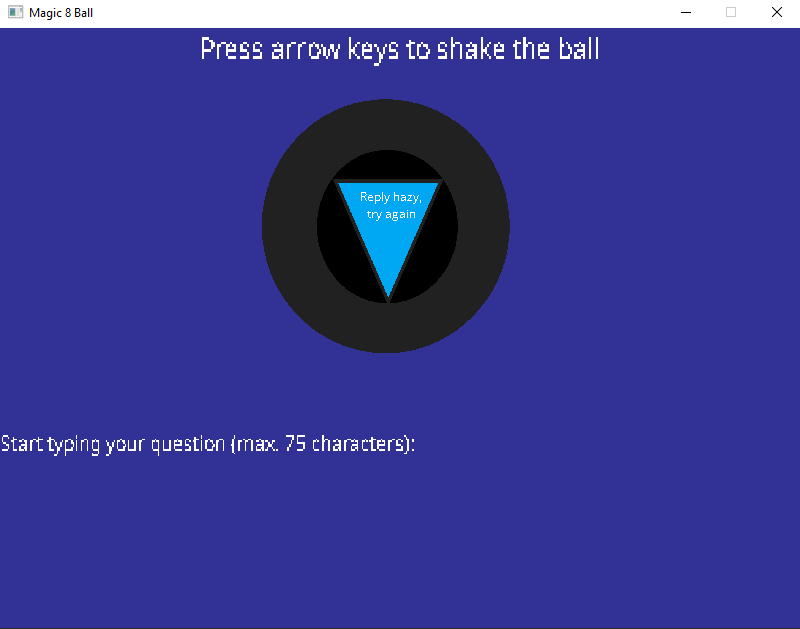 Magic 8 Ball
Press arrow keys to shake the ball
Reply hazy,
try again
Start typing your question (max. 75 characters):